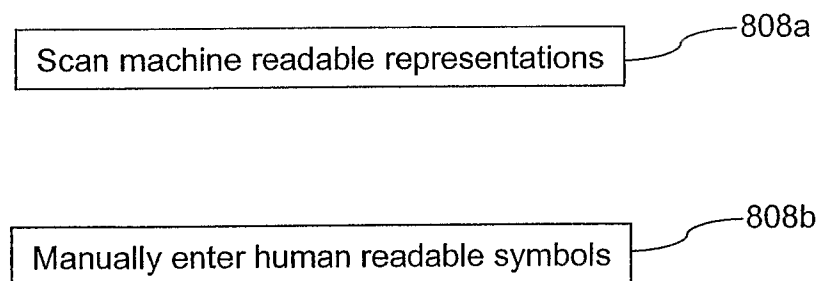 808a
Scan machine readable representations
808b
Manually enter human readable symbols